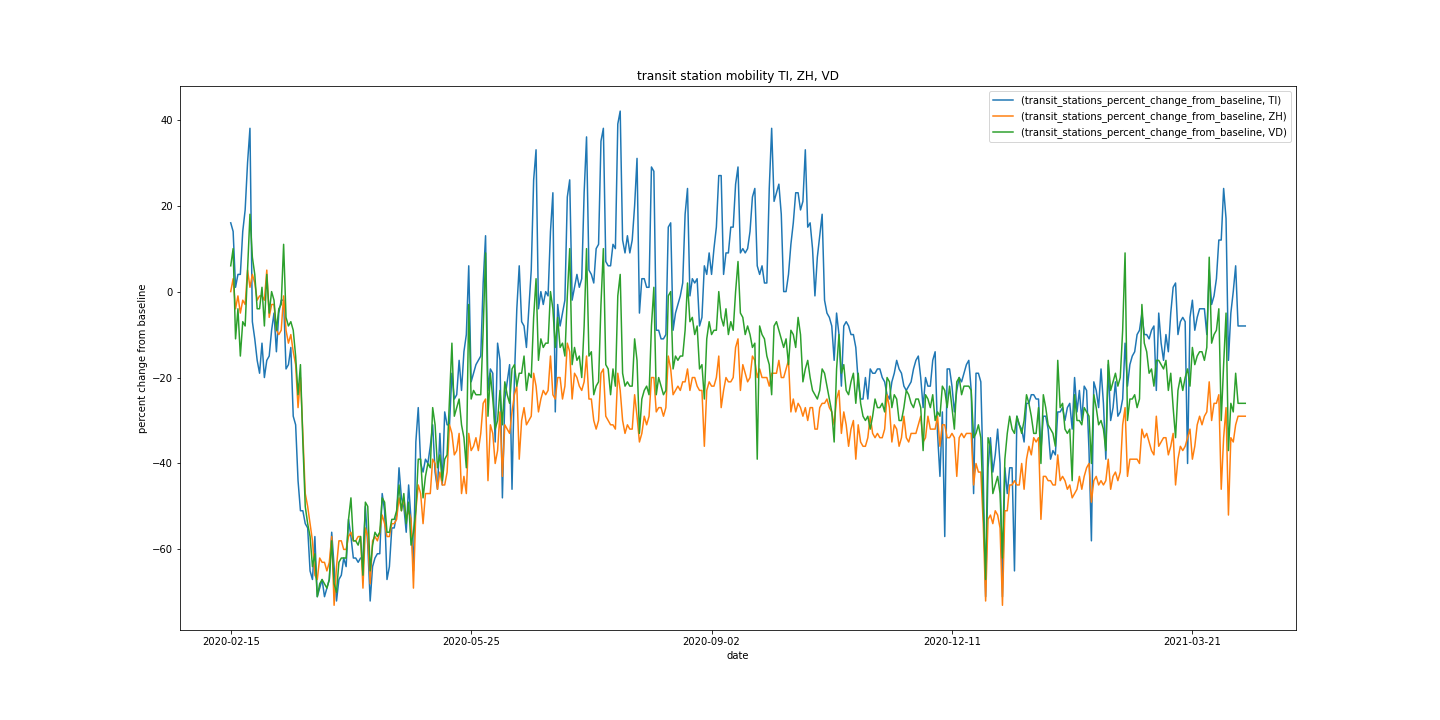 transit station mobility TI, ZH, VD
(transit_stations_percent_change_from_baseline, TI)
(transit_stations_percent_change_from_baseline, ZH)
(transit_stations_percent_change_from_baseline, VD)
percent change from baseline
40
20
0
−20
−40
−60
2020-02-15
2020-05-25
2020-09-02
2020-12-11
2021-03-21
date